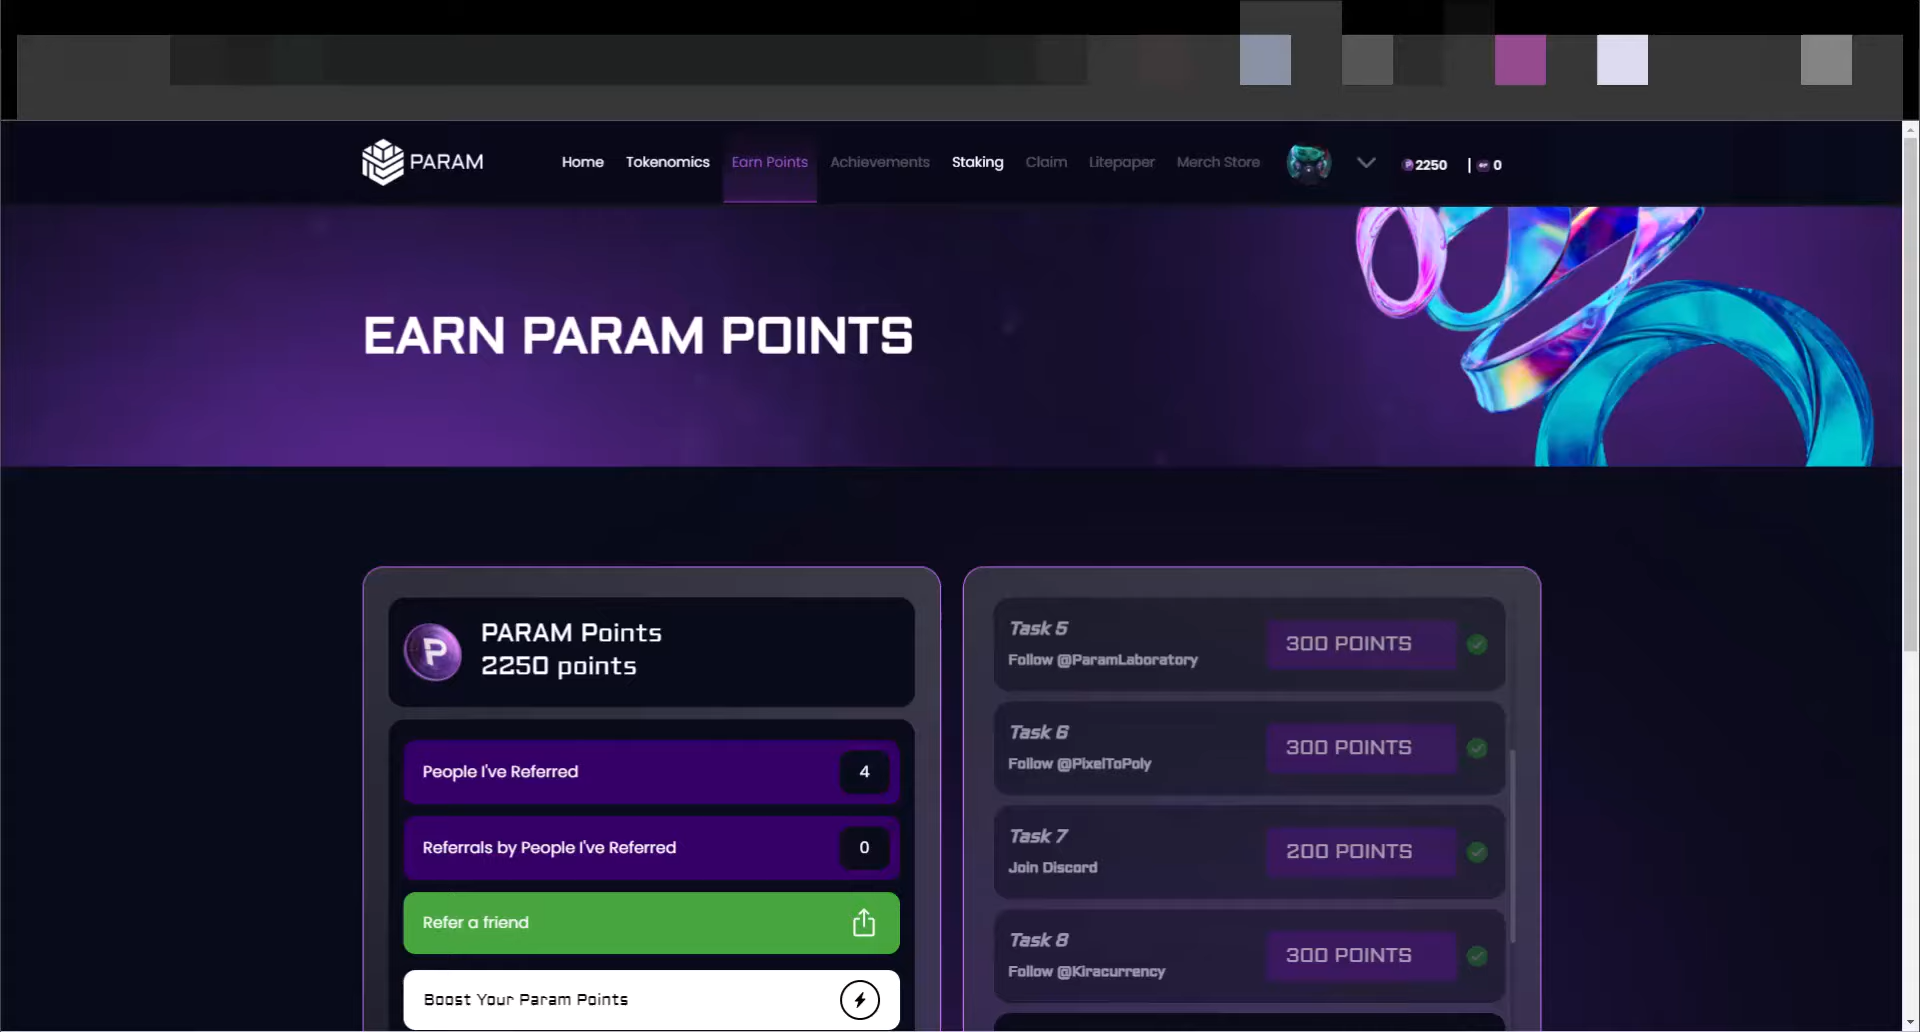 PARAM
Home
Tokenomics
Earn Points
Achievements
Staking
Claim
Litepaper
Merch Store
2250
| 0
EARN PARAM POINTS
PARAM Points
2250 points
People I've Referred
4
Referrals by People I've Referred
0
Refer a friend
Boost Your Param Points
Task 5
Follow @ParamLaboratory
300 POINTS
Task 6
Follow @PixelToPoly
300 POINTS
Task 7
Join Discord
200 POINTS
Task 8
Follow @Kiracurrency
300 POINTS